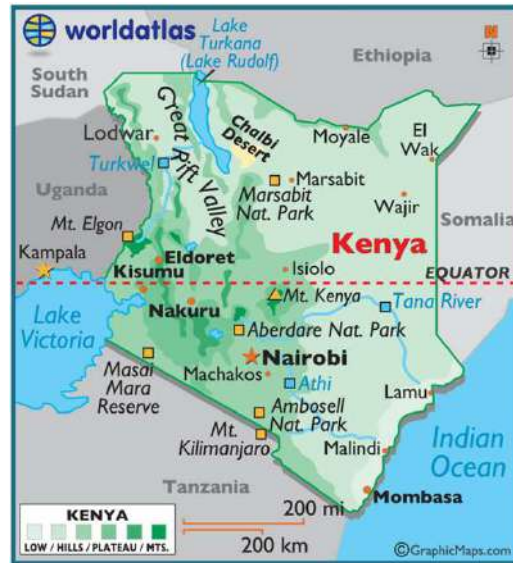 worldatlas
Lake
Turkana
(Lake Rudolf)
N
Ethiopia
South
Sudan
Great Rift Valley
Chalbi
Desert
Lodwar
Moyale
El
Wak
Turkwel
Marsabit
Marsabit
Nat. Park
Uganda
Wajir
Mt. Elgon
Somalia
Kenya
Kampala
Eldoret
Kisumu
Isiolo
EQUATOR
Mt. Kenya
Tana River
Lake
Victoria
Nakuru
Aberdare Nat. Park
Nairobi
Masai
Mara
Reserve
Machakos
Athi
Lamu
Ambosell
Nat. Park
Mt.
Kilimanjaro
Malindi
Indian
Ocean
Tanzania
Mombasa
KENYA
LOW / HILLS / PLATEAU / MTS.
200 mi
200 km
©GraphicMaps.com